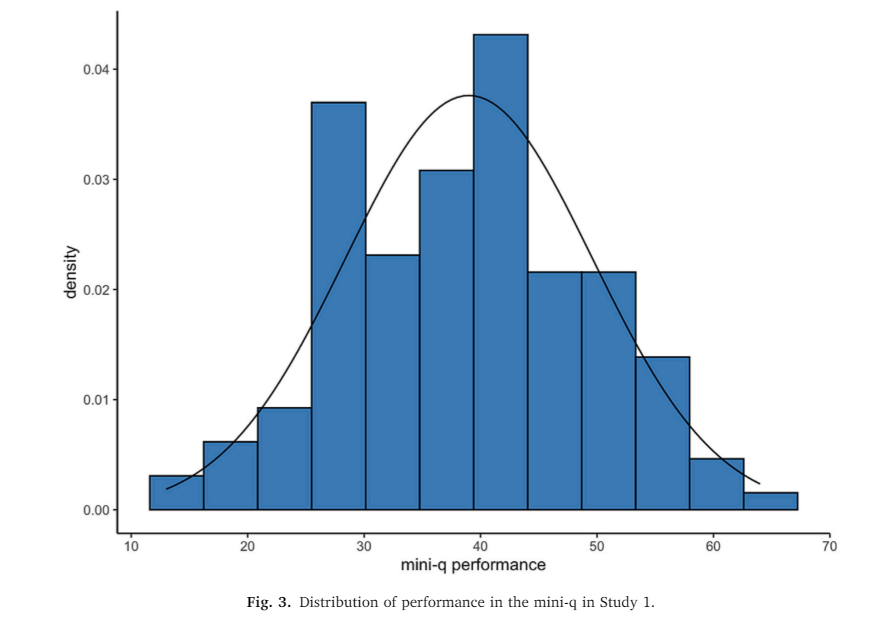 density
0.04
0.03
0.02
0.01
0.00
10 20 30 40 50 60 70
mini-q performance
Fig. 3. Distribution of performance in the mini-q in Study 1.